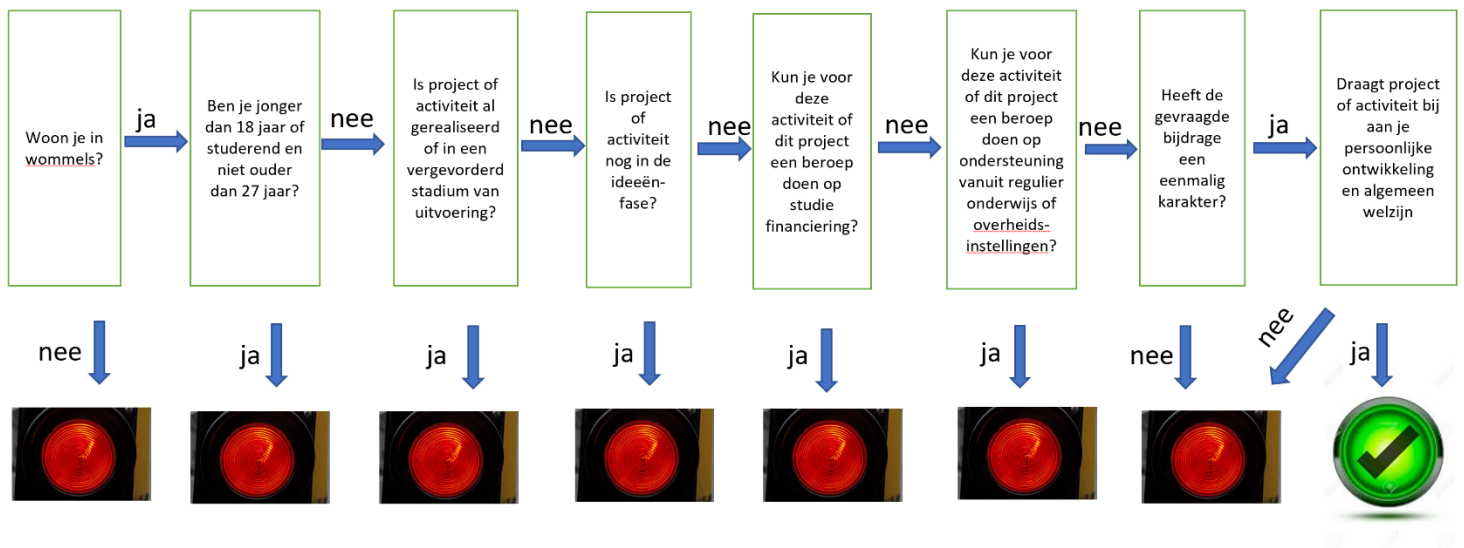 Woon je in
wommels?
ja
Ben je jonger
dan 18 jaar of
studerend en
niet ouder
dan 27 jaar?
nee
Is project of
activiteit al
gerealiseerd
of in een
vergevorderd
stadium van
uitvoering?
nee
Is project
of
activiteit
nog in de
ideeën-
fase?
nee
Kun je voor
deze
activiteit of
dit project
een beroep
doen op
studie
financiering?
nee
Kun je voor
deze activiteit
of dit project
een beroep
doen op
ondersteuning
vanuit regulier
onderwijs of
overheids-
instellingen?
nee
Heeft de
gevraagde
bijdrage
een
eenmalig
karakter?
ja
Draagt project
of activiteit bij
aan je
persoonlijke
ontwikkeling
en algemeen
welzijn
nee
ja
ja
ja
ja
ja
nee
nee
ja